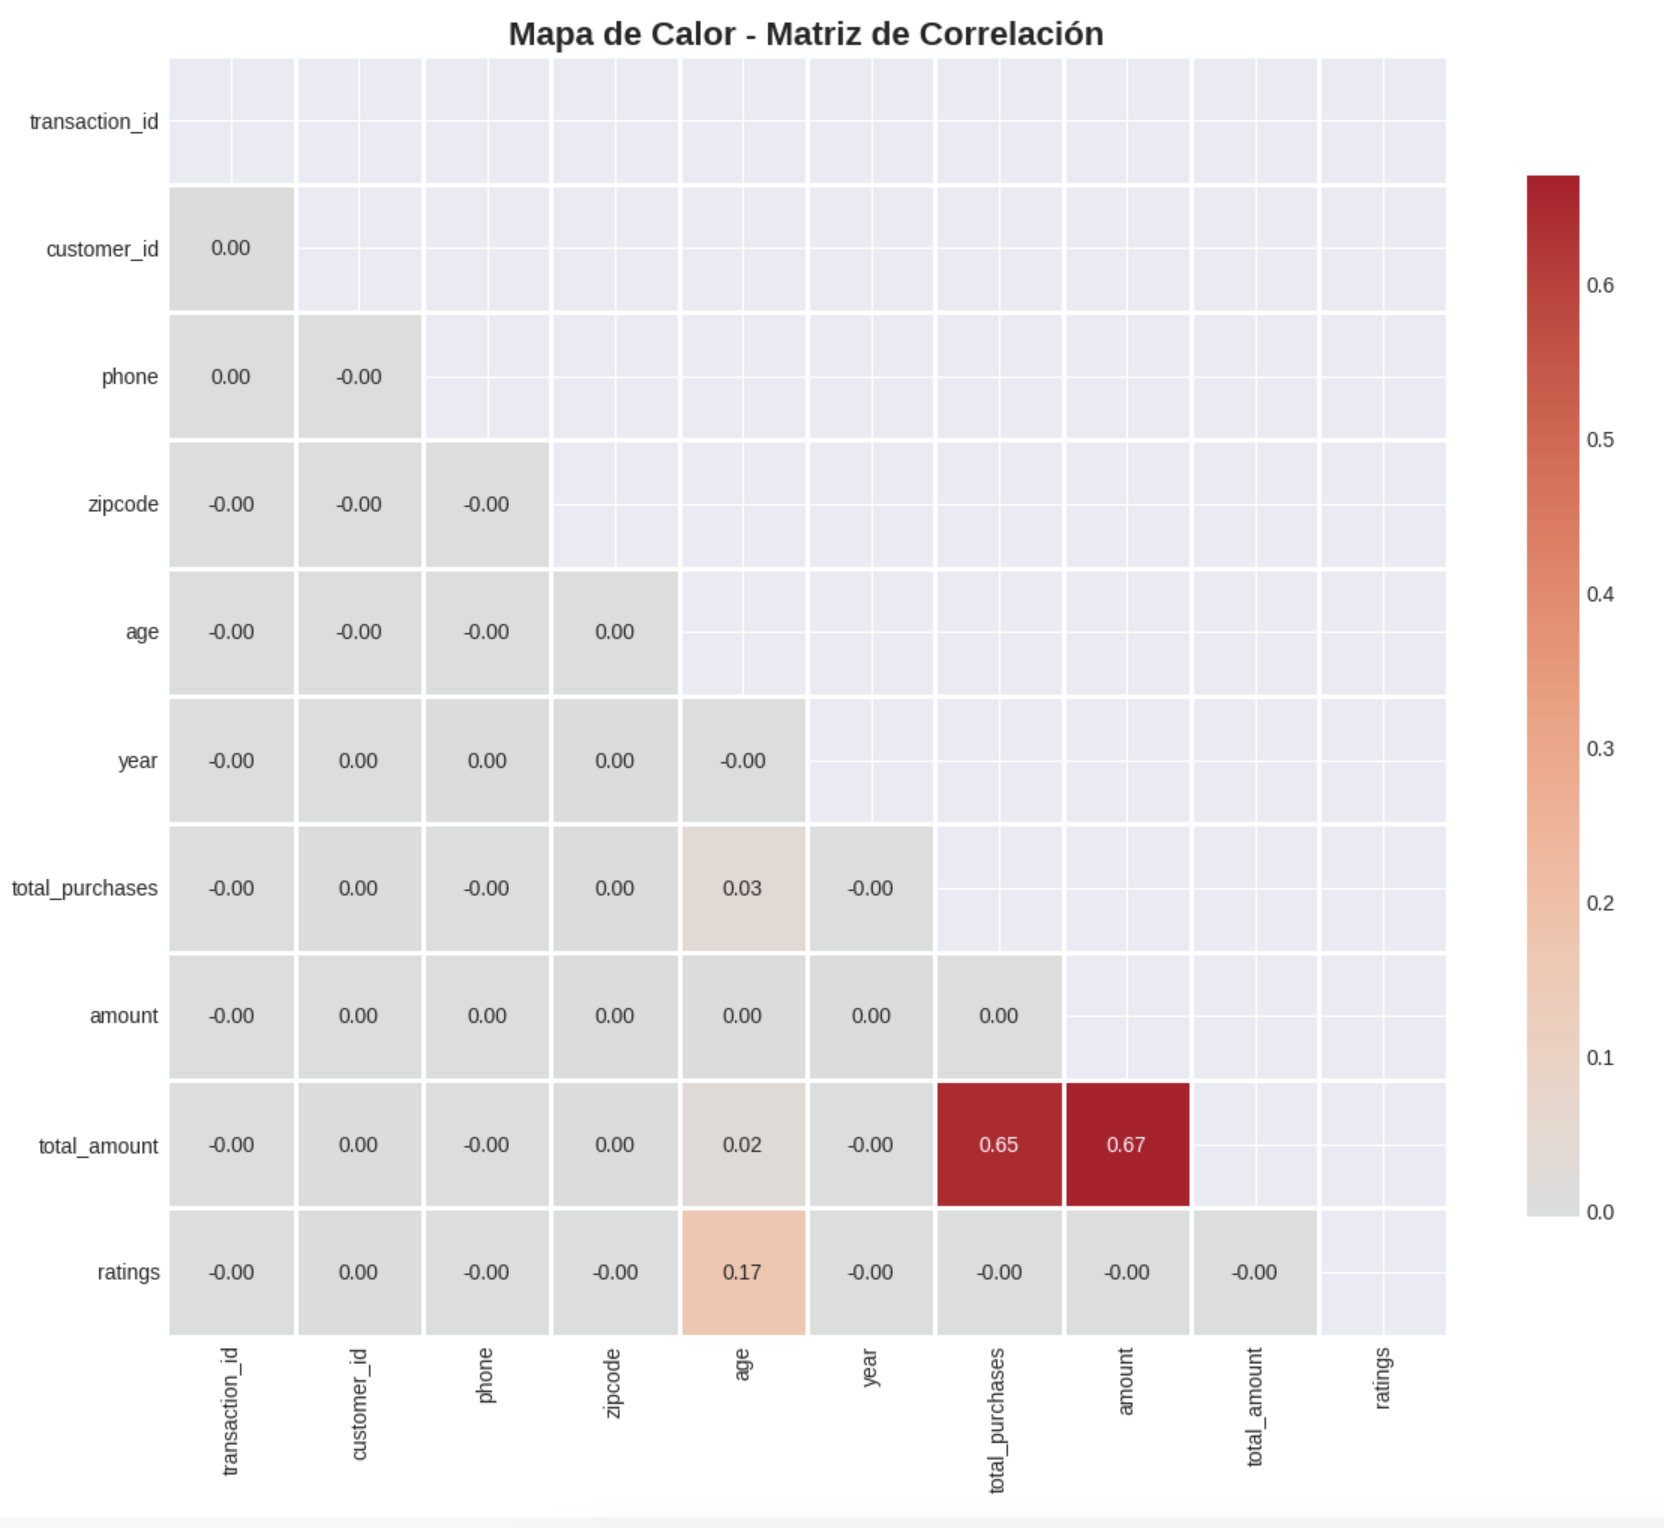 Mapa de Calor - Matriz de Correlación
transaction_id
customer_id 0.00
phone 0.00 -0.00
zipcode -0.00 -0.00 -0.00
age -0.00 -0.00 -0.00 0.00
year -0.00 0.00 0.00 0.00 -0.00
total_purchases -0.00 0.00 -0.00 0.00 0.03 -0.00
amount -0.00 0.00 0.00 0.00 0.00 0.00 0.00
total_amount -0.00 0.00 -0.00 0.00 0.02 -0.00 0.65 0.67
ratings -0.00 0.00 -0.00 -0.00 0.17 -0.00 -0.00 -0.00 -0.00
transaction_id customer_id phone zipcode age year total_purchases amount total_amount ratings
0.6
0.5
0.4
0.3
0.2
0.1
0.0